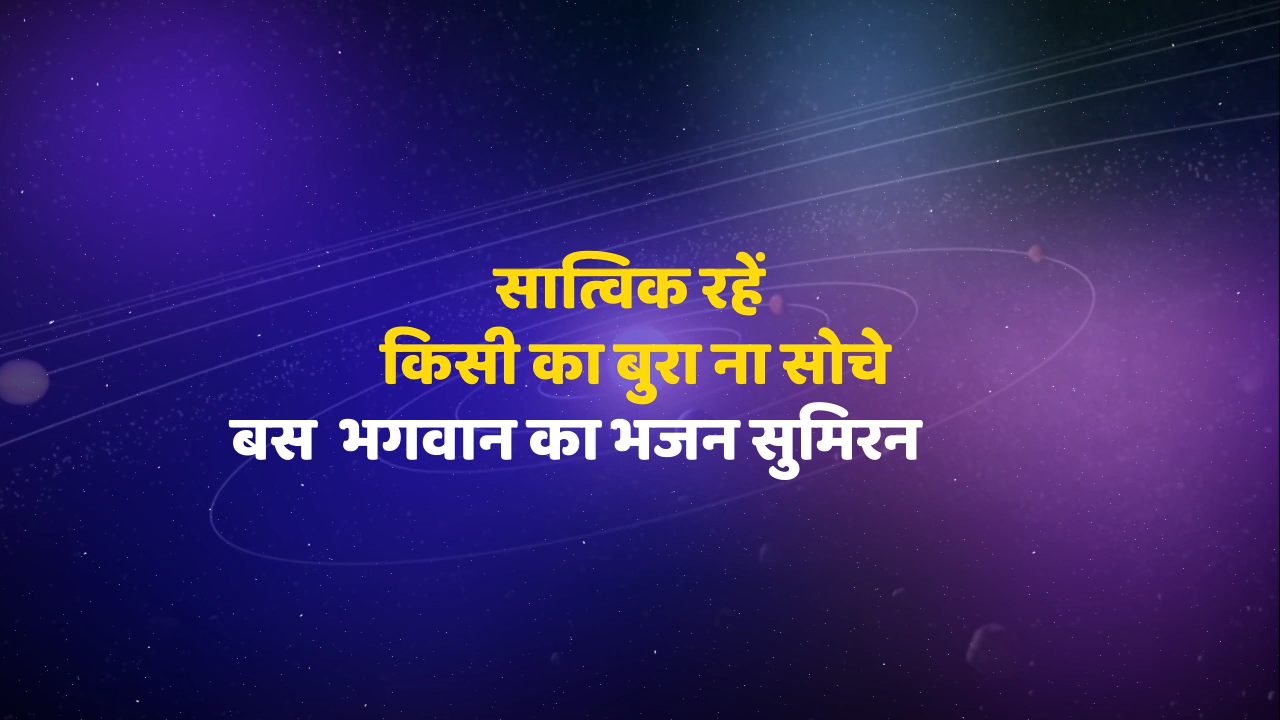 सात्विक रहें
किसी का बुरा ना सोचे
बस भगवान का भजन सुमिरन